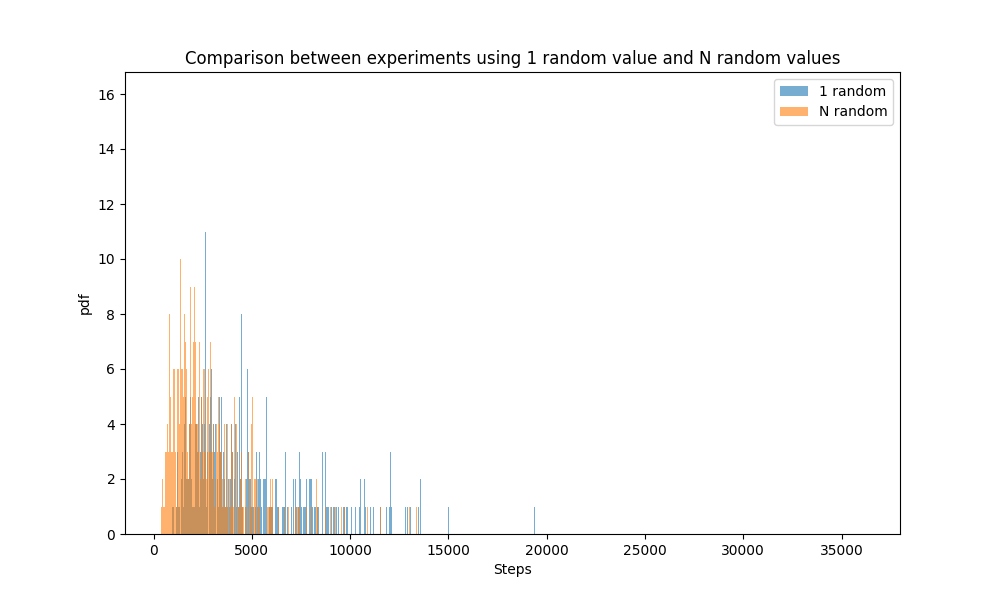 Comparison between experiments using 1 random value and N random values
1 random
N random
16
14
12
10
8
6
4
2
0
pdf
0 5000 10000 15000 20000 25000 30000 35000
Steps